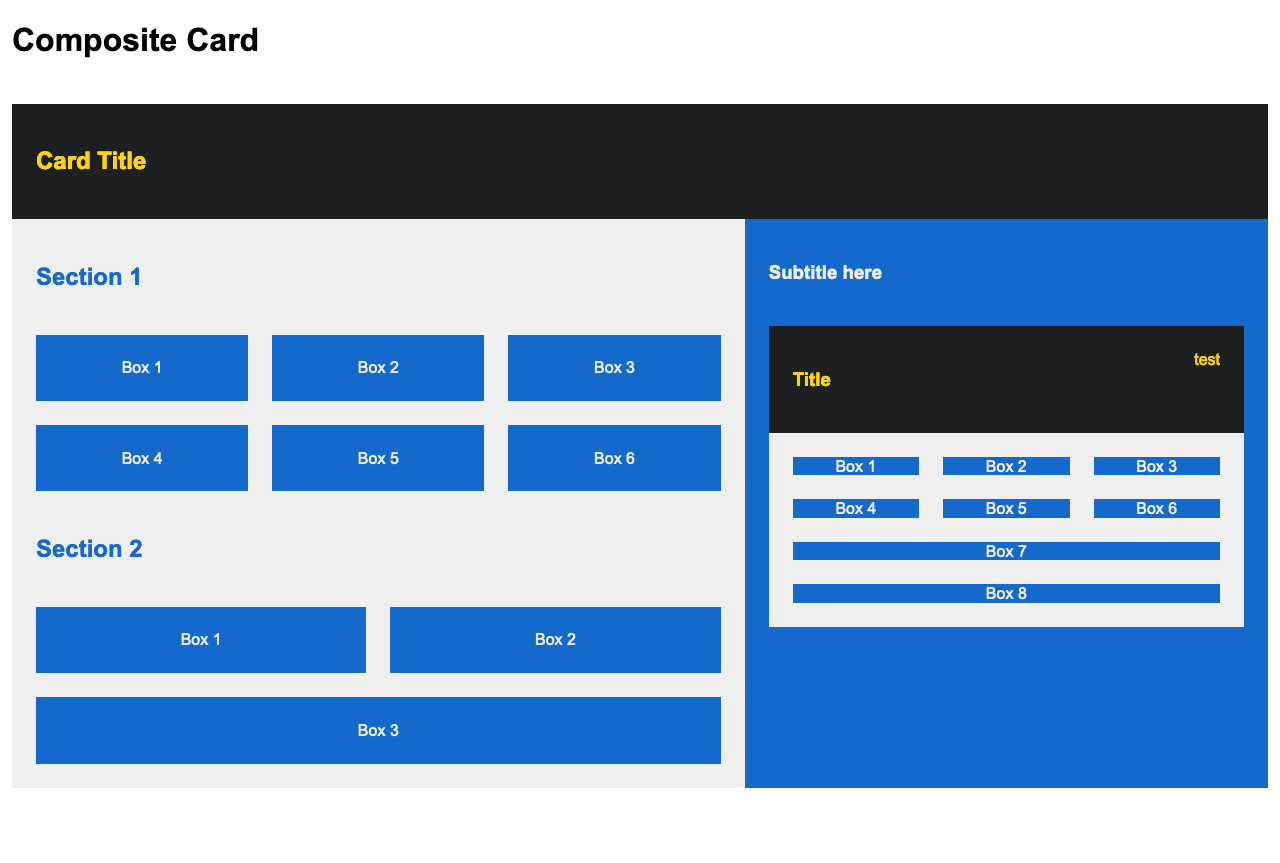 Composite Card
Card Title
Section 1
Box 1 Box 2 Box 3
Box 4 Box 5 Box 6
Section 2
Box 1 Box 2
Box 3
Subtitle here
Title
test
Box 1 Box 2 Box 3
Box 4 Box 5 Box 6
Box 7
Box 8